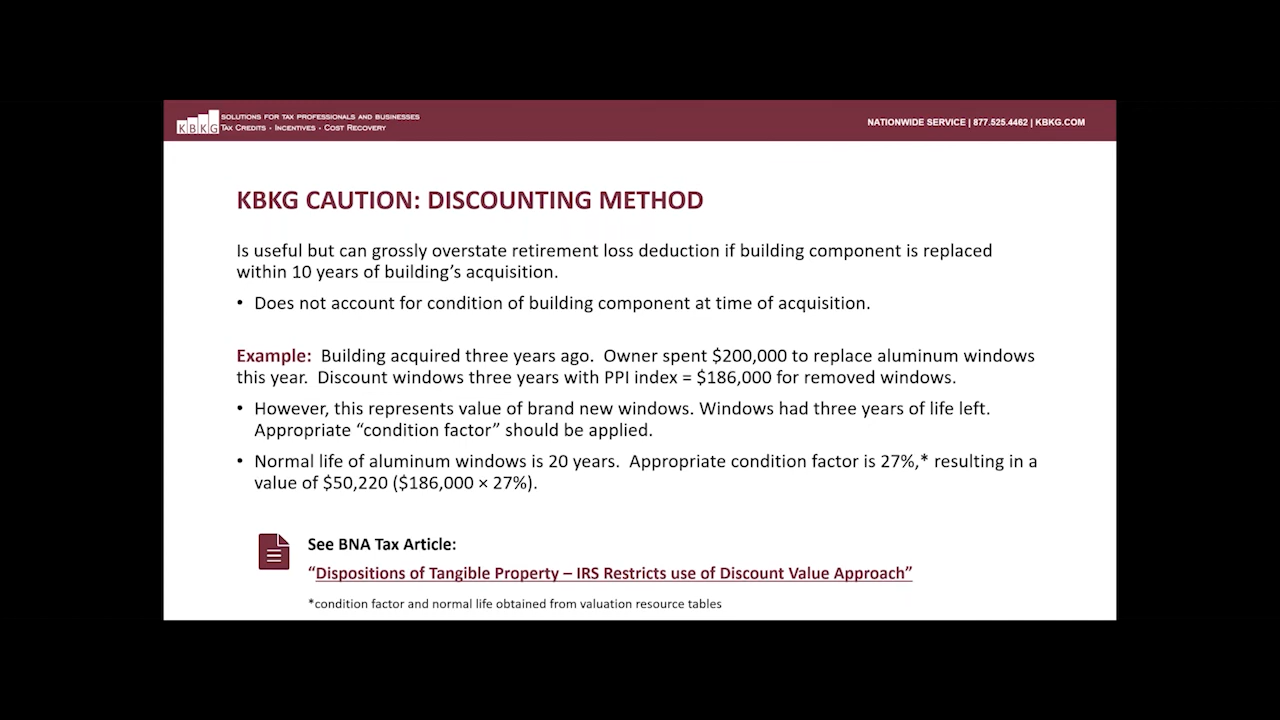 KBKG
SOLUTIONS FOR TAX PROFESSIONALS AND BUSINESSES
TAX CREDITS - INCENTIVES - COST RECOVERY
NATIONWIDE SERVICE | 877.525.4462 | KBKG.COM
KBKG CAUTION: DISCOUNTING METHOD
Is useful but can grossly overstate retirement loss deduction if building component is replaced
within 10 years of building’s acquisition.
• Does not account for condition of building component at time of acquisition.
Example: Building acquired three years ago. Owner spent $200,000 to replace aluminum windows
this year. Discount windows three years with PPI index = $186,000 for removed windows.
• However, this represents value of brand new windows. Windows had three years of life left.
Appropriate “condition factor” should be applied.
• Normal life of aluminum windows is 20 years. Appropriate condition factor is 27%,* resulting in a
value of $50,220 ($186,000 × 27%).
See BNA Tax Article:
“Dispositions of Tangible Property – IRS Restricts use of Discount Value Approach”
*condition factor and normal life obtained from valuation resource tables